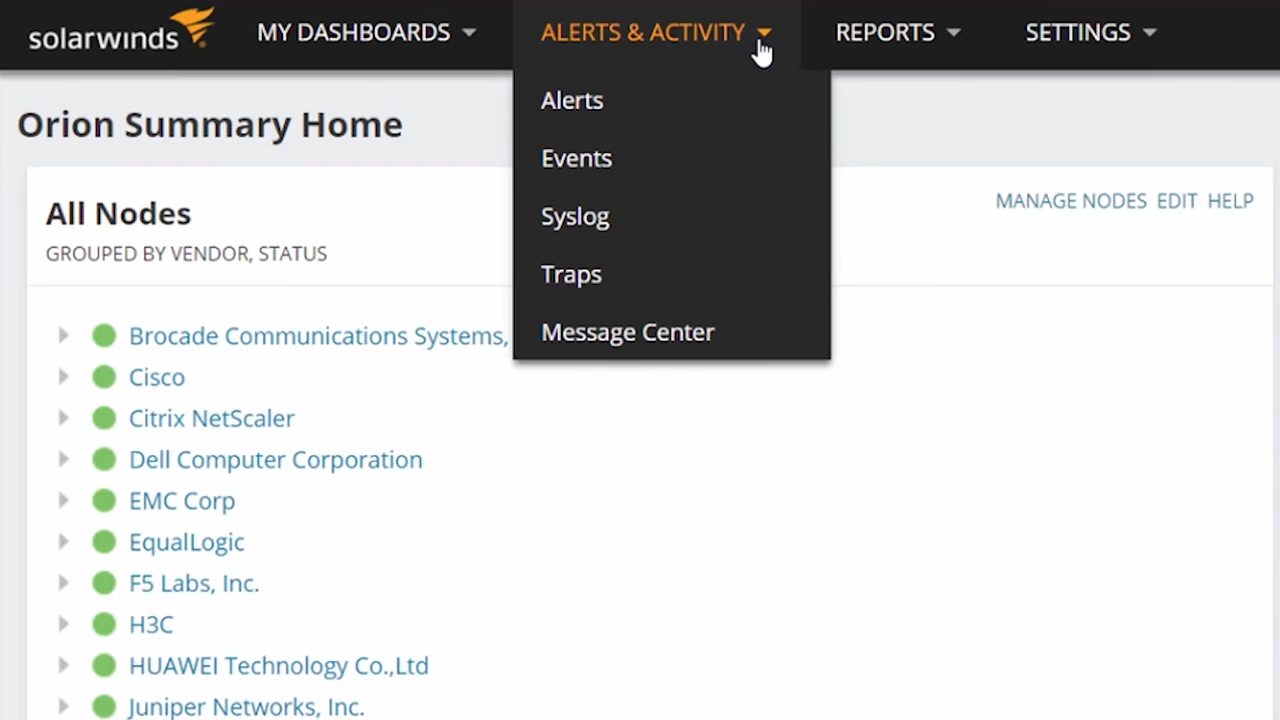 solarwinds MY DASHBOARDS ALERTS & ACTIVITY REPORTS SETTINGS
Alerts
Events
Syslog
Traps
Message Center
Orion Summary Home
All Nodes
GROUPED BY VENDOR, STATUS
MANAGE NODES EDIT HELP
Brocade Communications Systems,
Cisco
Citrix NetScaler
Dell Computer Corporation
EMC Corp
EqualLogic
F5 Labs, Inc.
H3C
HUAWEI Technology Co.,Ltd
Juniper Networks, Inc.